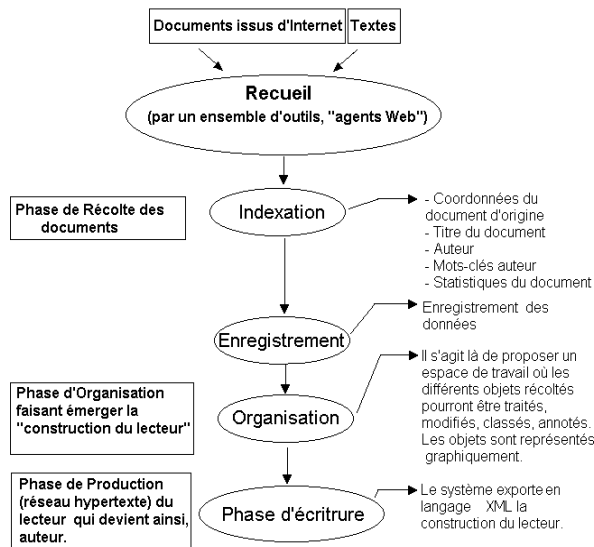 Documents issus d'Internet
Textes
Recueil
(par un ensemble d'outils, "agents Web")
Phase de Récolte des
documents
Indexation
- Coordonnées du
document d'origine
- Titre du document
- Auteur
- Mots-clés auteur
- Statistiques du document
Enregistrement
Enregistrement des
données
Phase d'Organisation
faisant émerger la
"construction du lecteur"
Organisation
Il s'agit là de proposer un
espace de travail où les
différents objets récoltés
pourront être traités,
modifiés, classés, annotés.
Les objets sont représentés
graphiquement.
Phase de Production
(réseau hypertexte) du
lecteur qui devient ainsi,
auteur.
Phase d'écritrure
Le système exporte en
langage XML la
construction du lecteur.